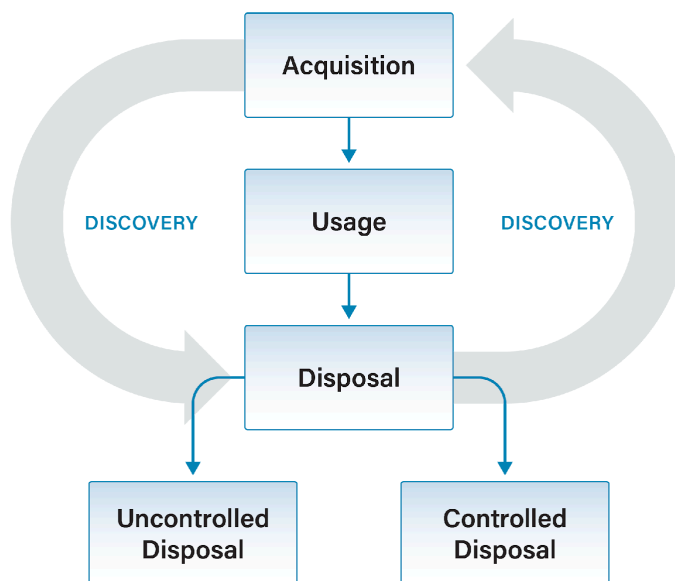 Acquisition
DISCOVERY
Usage
DISCOVERY
Disposal
Uncontrolled
Disposal
Controlled
Disposal